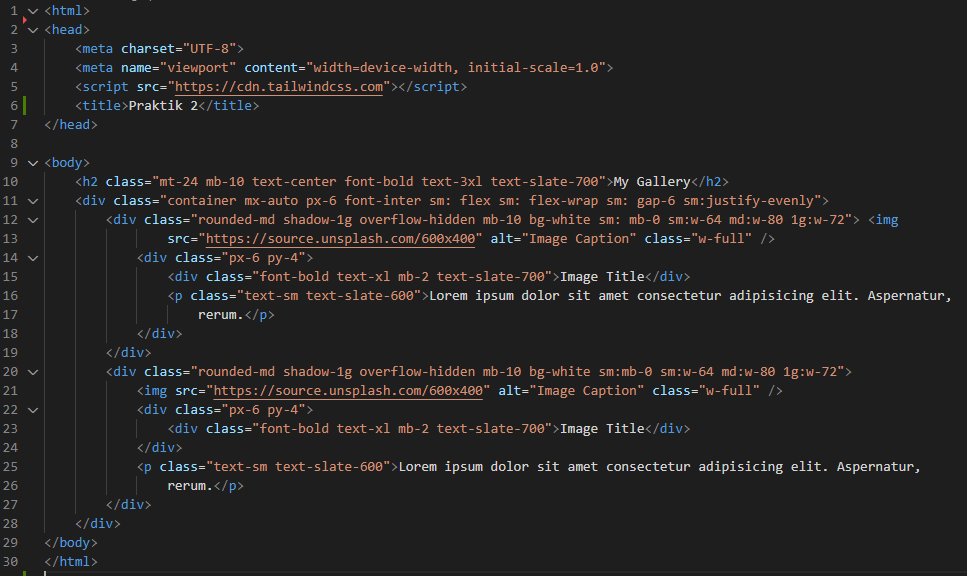 1 <html>
2 <head>
3 <meta charset="UTF-8">
4 <meta name="viewport" content="width=device-width, initial-scale=1.0">
5 <script src="https://cdn.tailwindcss.com"></script>
6 <title>Praktik 2</title>
7 </head>
8
9 <body>
10 <h2 class="mt-24 mb-10 text-center font-bold text-3xl text-slate-700">My Gallery</h2>
11 <div class="container mx-auto px-6 font-inter sm: flex sm: flex-wrap sm: gap-6 sm:justify-evenly">
12 <div class="rounded-md shadow-1g overflow-hidden mb-10 bg-white sm: mb-0 sm:w-64 md:w-80 1g:w-72"> <img
13 src="https://source.unsplash.com/600x400" alt="Image Caption" class="w-full" />
14 <div class="px-6 py-4">
15 <div class="font-bold text-xl mb-2 text-slate-700">Image Title</div>
16 <p class="text-sm text-slate-600">Lorem ipsum dolor sit amet consectetur adipisicing elit. Aspernatur,
17 rerum.</p>
18 </div>
19 </div>
20 <div class="rounded-md shadow-1g overflow-hidden mb-10 bg-white sm:mb-0 sm:w-64 md:w-80 1g:w-72">
21 <img src="https://source.unsplash.com/600x400" alt="Image Caption" class="w-full" />
22 <div class="px-6 py-4">
23 <div class="font-bold text-xl mb-2 text-slate-700">Image Title</div>
24 </div>
25 <p class="text-sm text-slate-600">Lorem ipsum dolor sit amet consectetur adipisicing elit. Aspernatur,
26 rerum.</p>
27 </div>
28 </div>
29 </body>
30 </html>